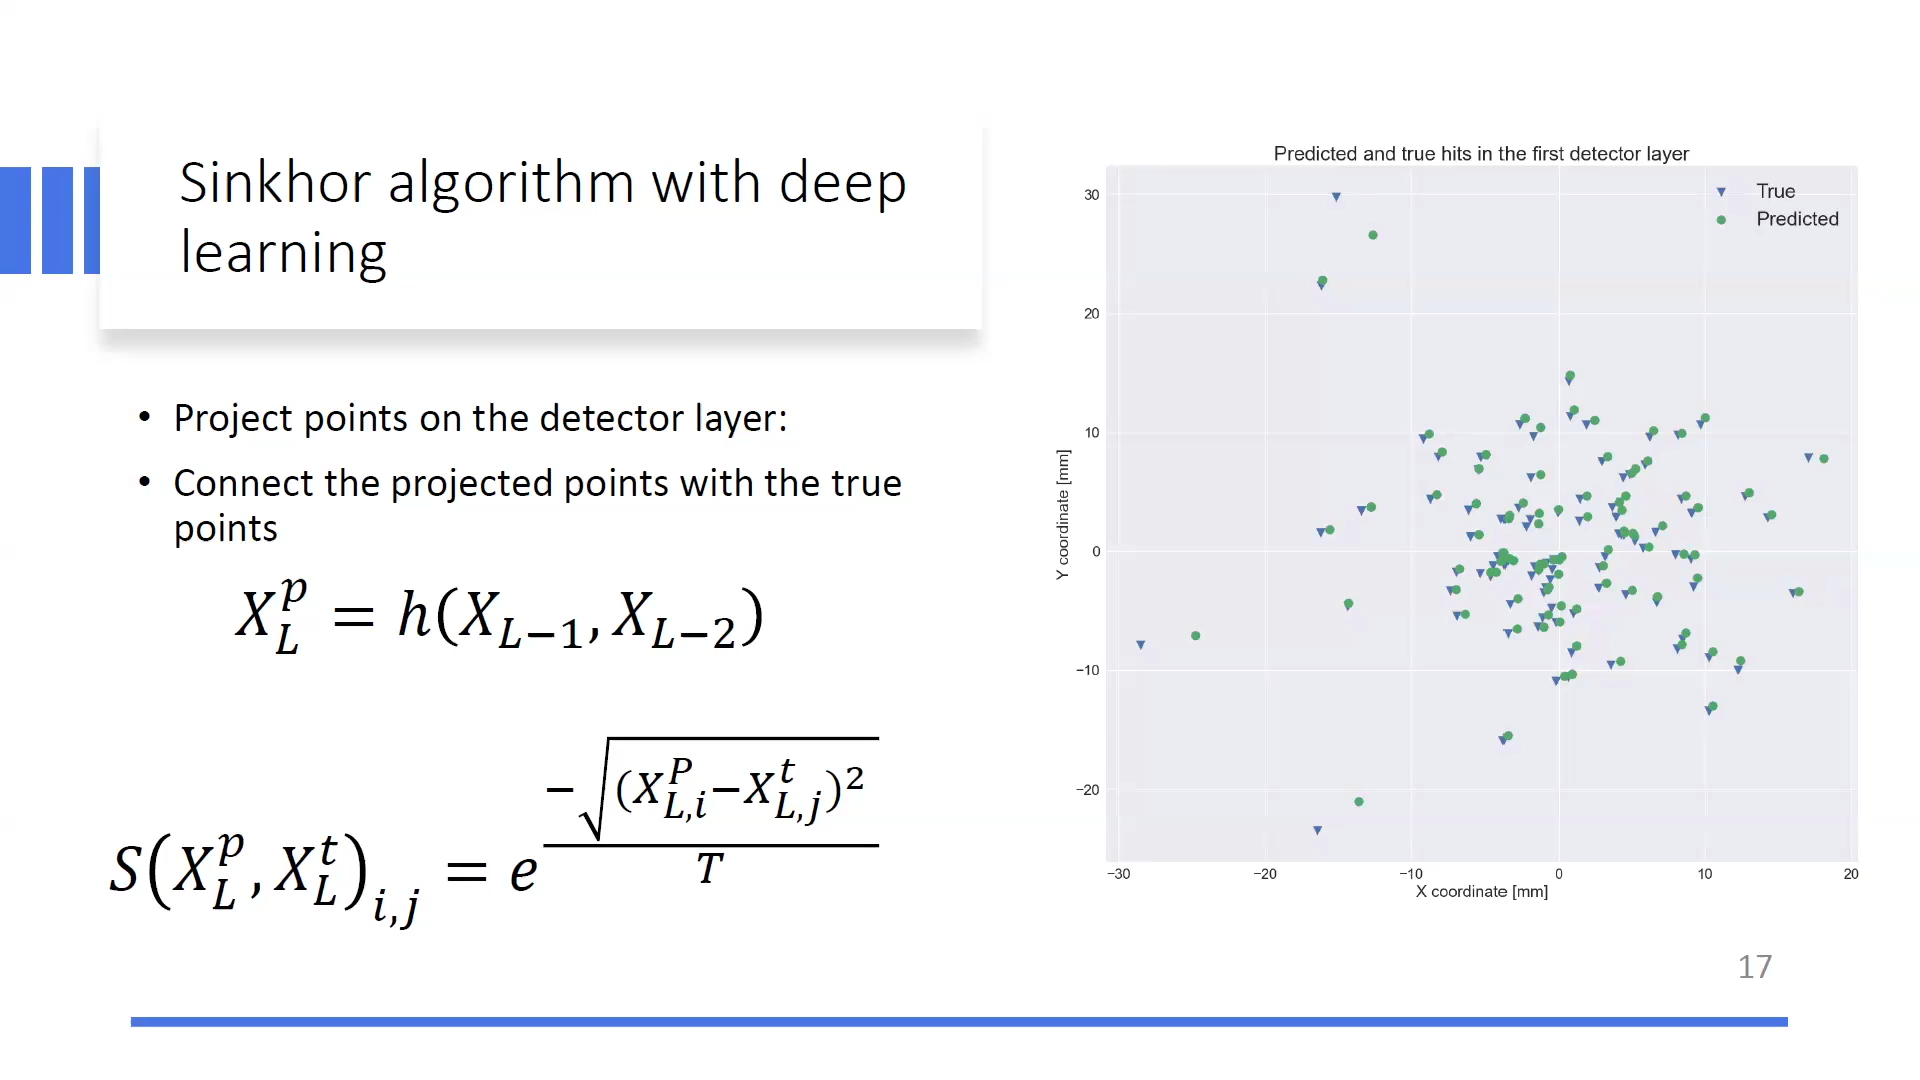 Sinkhor algorithm with deep
learning
• Project points on the detector layer:
• Connect the projected points with the true
points
X_L^p = h(X_{L−1}, X_{L−2})
S(X_L^p, X_L^t)_{i,j} = e^{−√((X_{L,i}^P − X_{L,j}^t)^2) / T}
Predicted and true hits in the first detector layer
True
Predicted
30
20
10
0
−10
−20
Y coordinate [mm]
−30 −20 −10 0 10 20
X coordinate [mm]
17